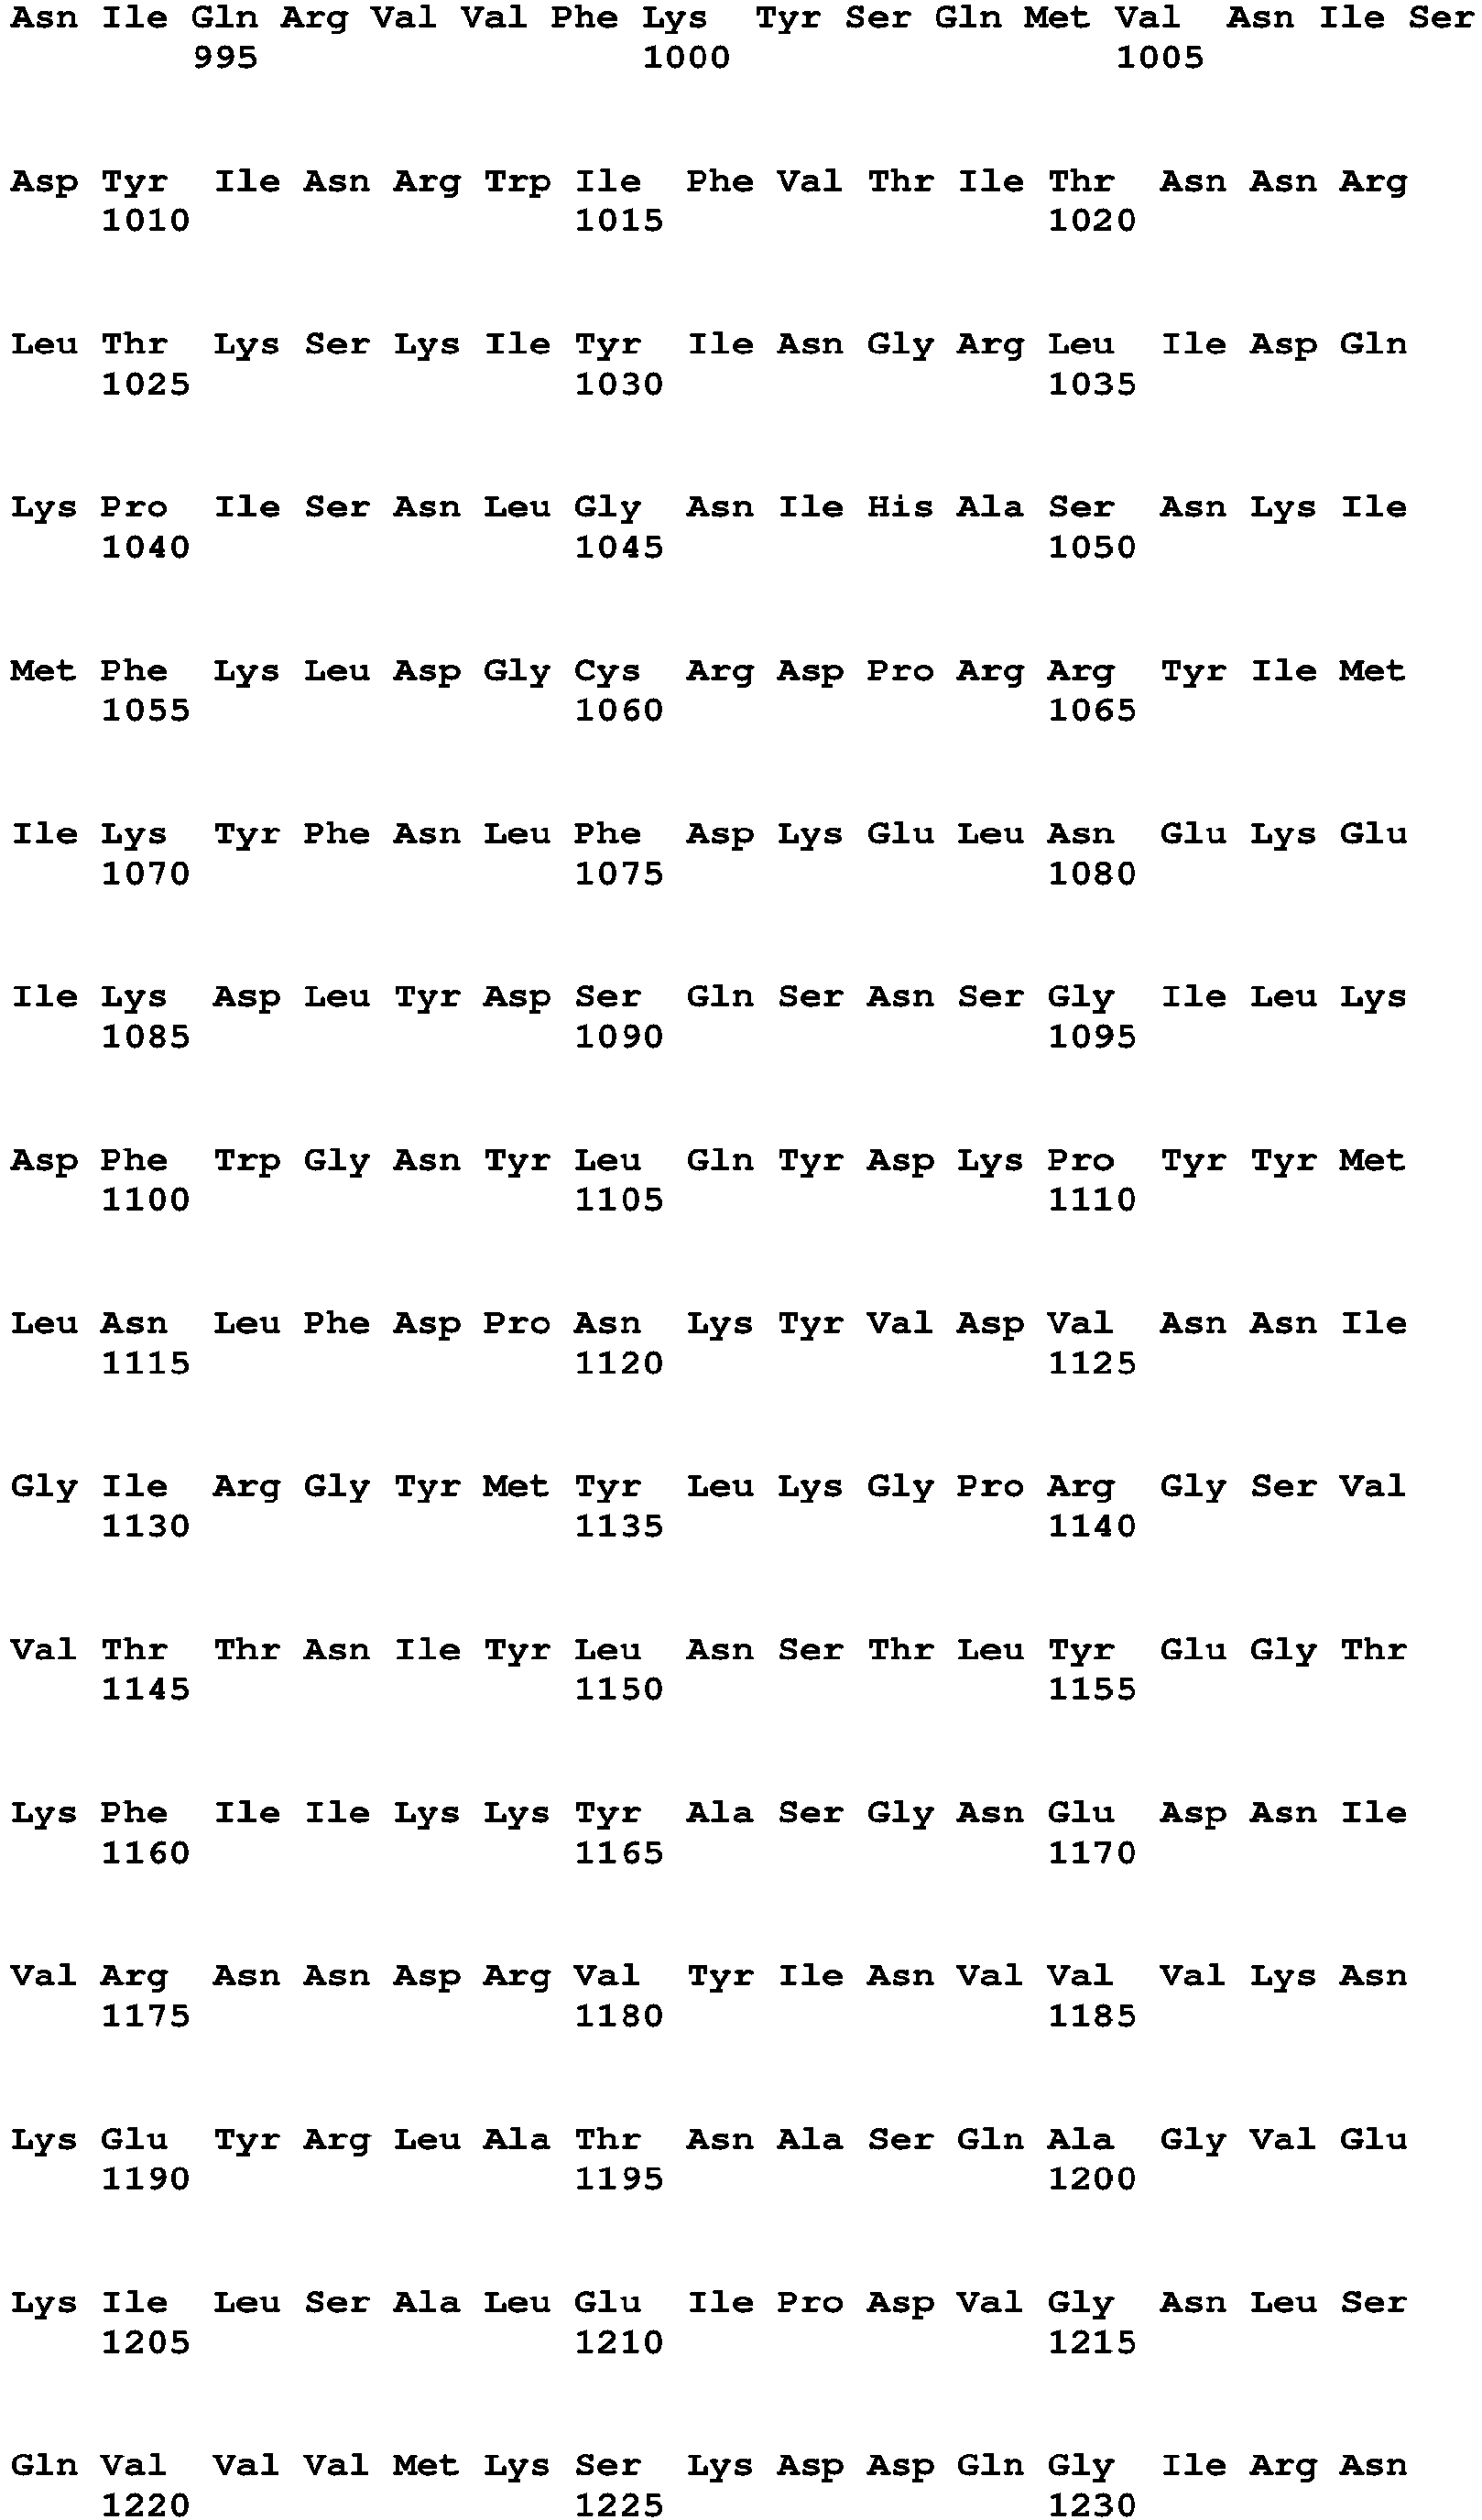 Asn Ile Gln Arg Val Val Phe Lys Tyr Ser Gln Met Val Asn Ile Ser
995 1000 1005
Asp Tyr Ile Asn Arg Trp Ile Phe Val Thr Ile Thr Asn Asn Arg
1010 1015 1020
Leu Thr Lys Ser Lys Ile Tyr Ile Asn Gly Arg Leu Ile Asp Gln
1025 1030 1035
Lys Pro Ile Ser Asn Leu Gly Asn Ile His Ala Ser Asn Lys Ile
1040 1045 1050
Met Phe Lys Leu Asp Gly Cys Arg Asp Pro Arg Arg Tyr Ile Met
1055 1060 1065
Ile Lys Tyr Phe Asn Leu Phe Asp Lys Glu Leu Asn Glu Lys Glu
1070 1075 1080
Ile Lys Asp Leu Tyr Asp Ser Gln Ser Asn Ser Gly Ile Leu Lys
1085 1090 1095
Asp Phe Trp Gly Asn Tyr Leu Gln Tyr Asp Lys Pro Tyr Tyr Met
1100 1105 1110
Leu Asn Leu Phe Asp Pro Asn Lys Tyr Val Asp Val Asn Asn Ile
1115 1120 1125
Gly Ile Arg Gly Tyr Met Tyr Leu Lys Gly Pro Arg Gly Ser Val
1130 1135 1140
Val Thr Thr Asn Ile Tyr Leu Asn Ser Thr Leu Tyr Glu Gly Thr
1145 1150 1155
Lys Phe Ile Ile Lys Lys Tyr Ala Ser Gly Asn Glu Asp Asn Ile
1160 1165 1170
Val Arg Asn Asn Asp Arg Val Tyr Ile Asn Val Val Val Lys Asn
1175 1180 1185
Lys Glu Tyr Arg Leu Ala Thr Asn Ala Ser Gln Ala Gly Val Glu
1190 1195 1200
Lys Ile Leu Ser Ala Leu Glu Ile Pro Asp Val Gly Asn Leu Ser
1205 1210 1215
Gln Val Val Val Met Lys Ser Lys Asp Asp Gln Gly Ile Arg Asn
1220 1225 1230